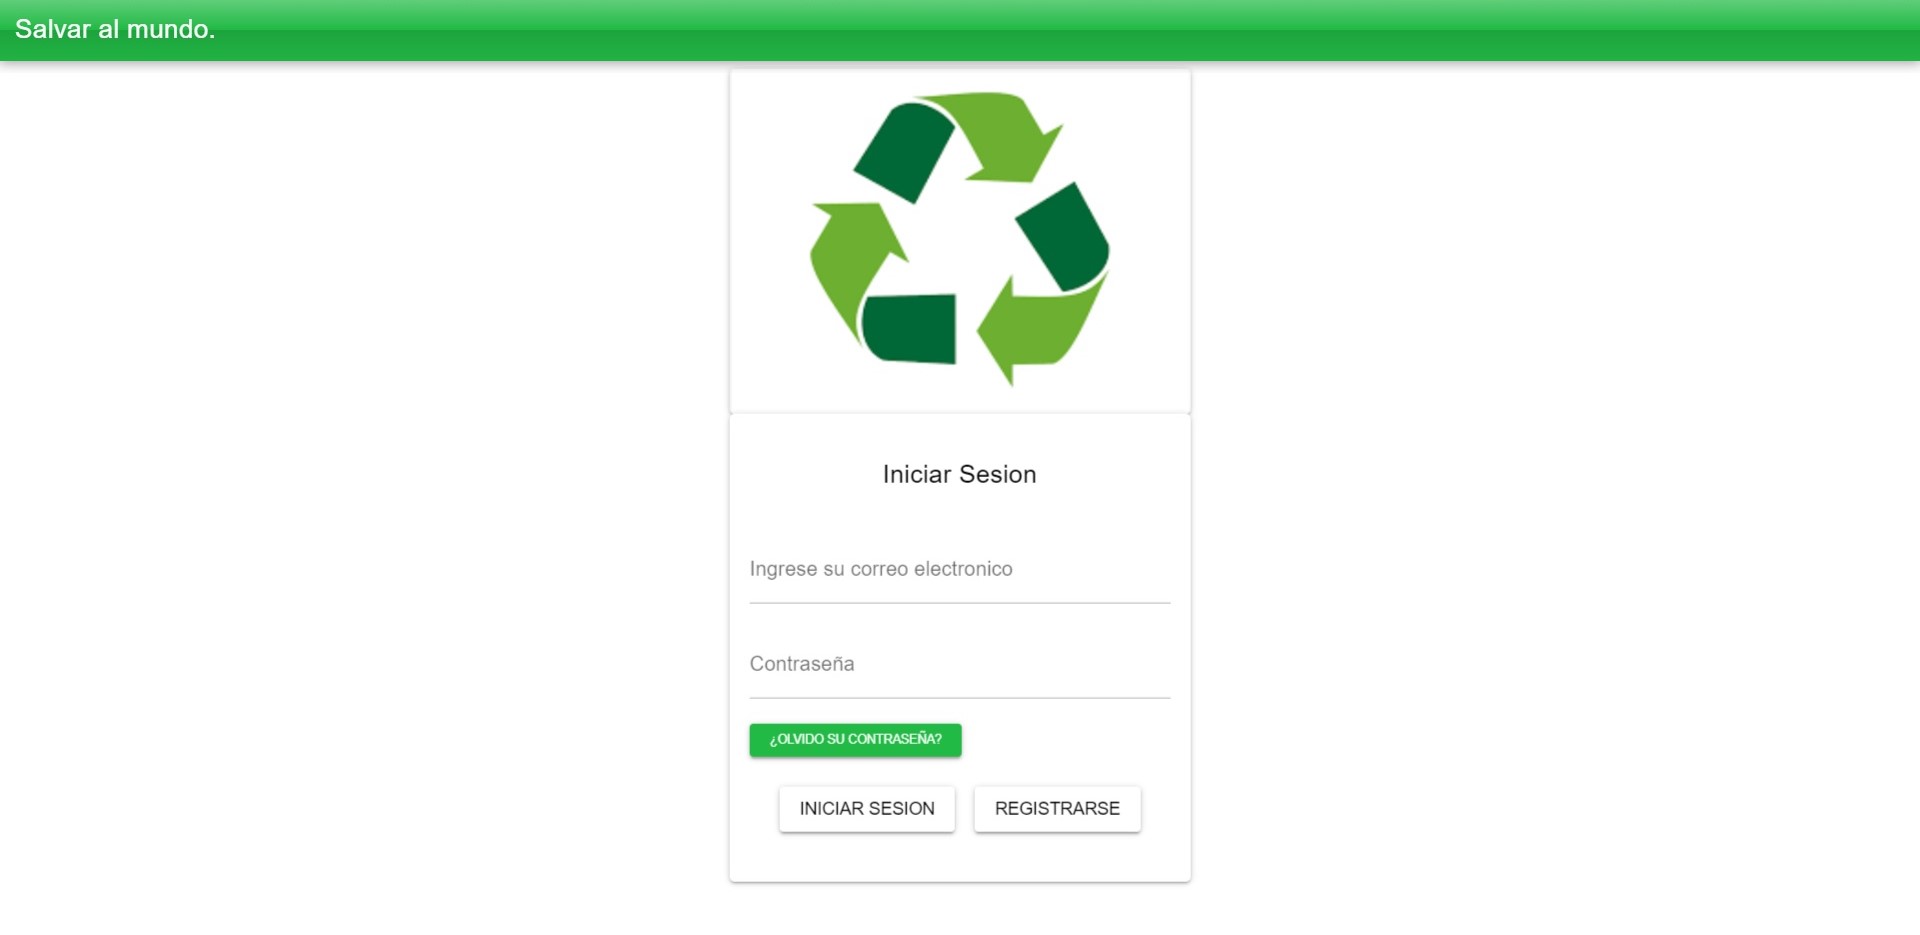 Salvar al mundo.
Iniciar Sesion
Ingrese su correo electronico
Contraseña
¿OLVIDO SU CONTRASEÑA?
INICIAR SESION REGISTRARSE